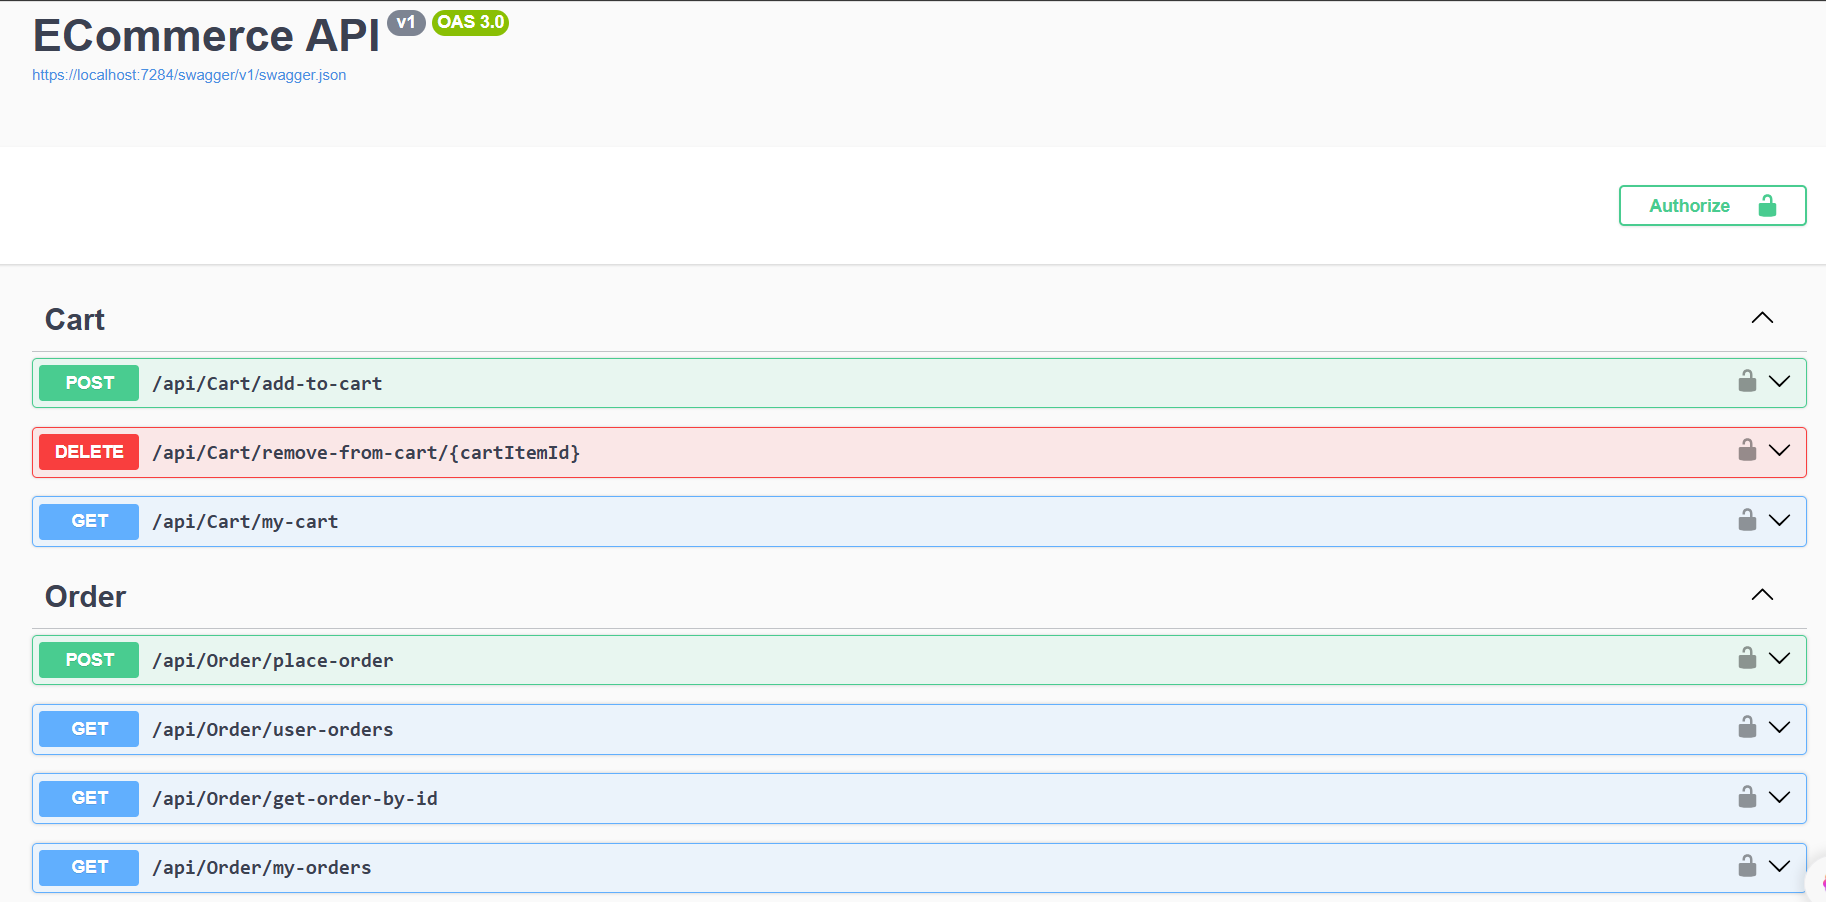 ECommerce API v1 OAS 3.0
https://localhost:7284/swagger/v1/swagger.json
Authorize
Cart
POST /api/Cart/add-to-cart
DELETE /api/Cart/remove-from-cart/{cartItemId}
GET /api/Cart/my-cart
Order
POST /api/Order/place-order
GET /api/Order/user-orders
GET /api/Order/get-order-by-id
GET /api/Order/my-orders